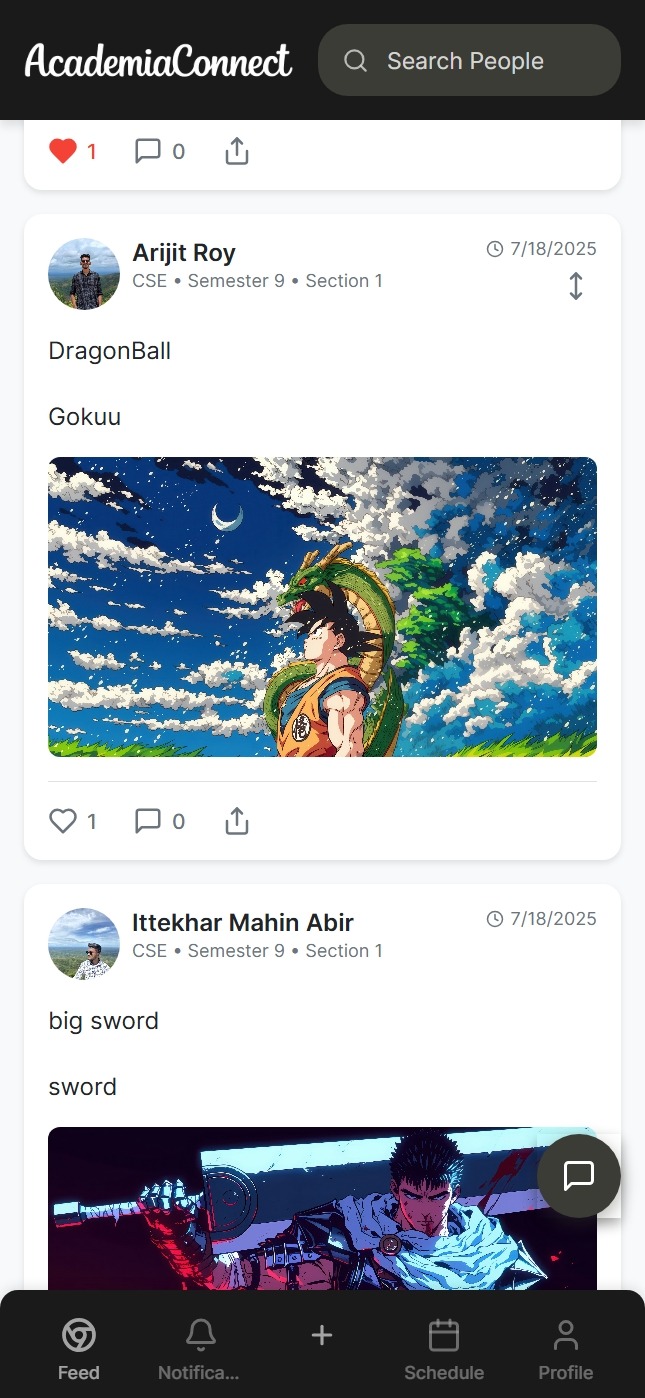 AcademiaConnect
Search People
1 0
Arijit Roy
7/18/2025
CSE • Semester 9 • Section 1
DragonBall
Gokuu
1 0
Ittekhar Mahin Abir
7/18/2025
CSE • Semester 9 • Section 1
big sword
sword
Feed Notifica... Schedule Profile